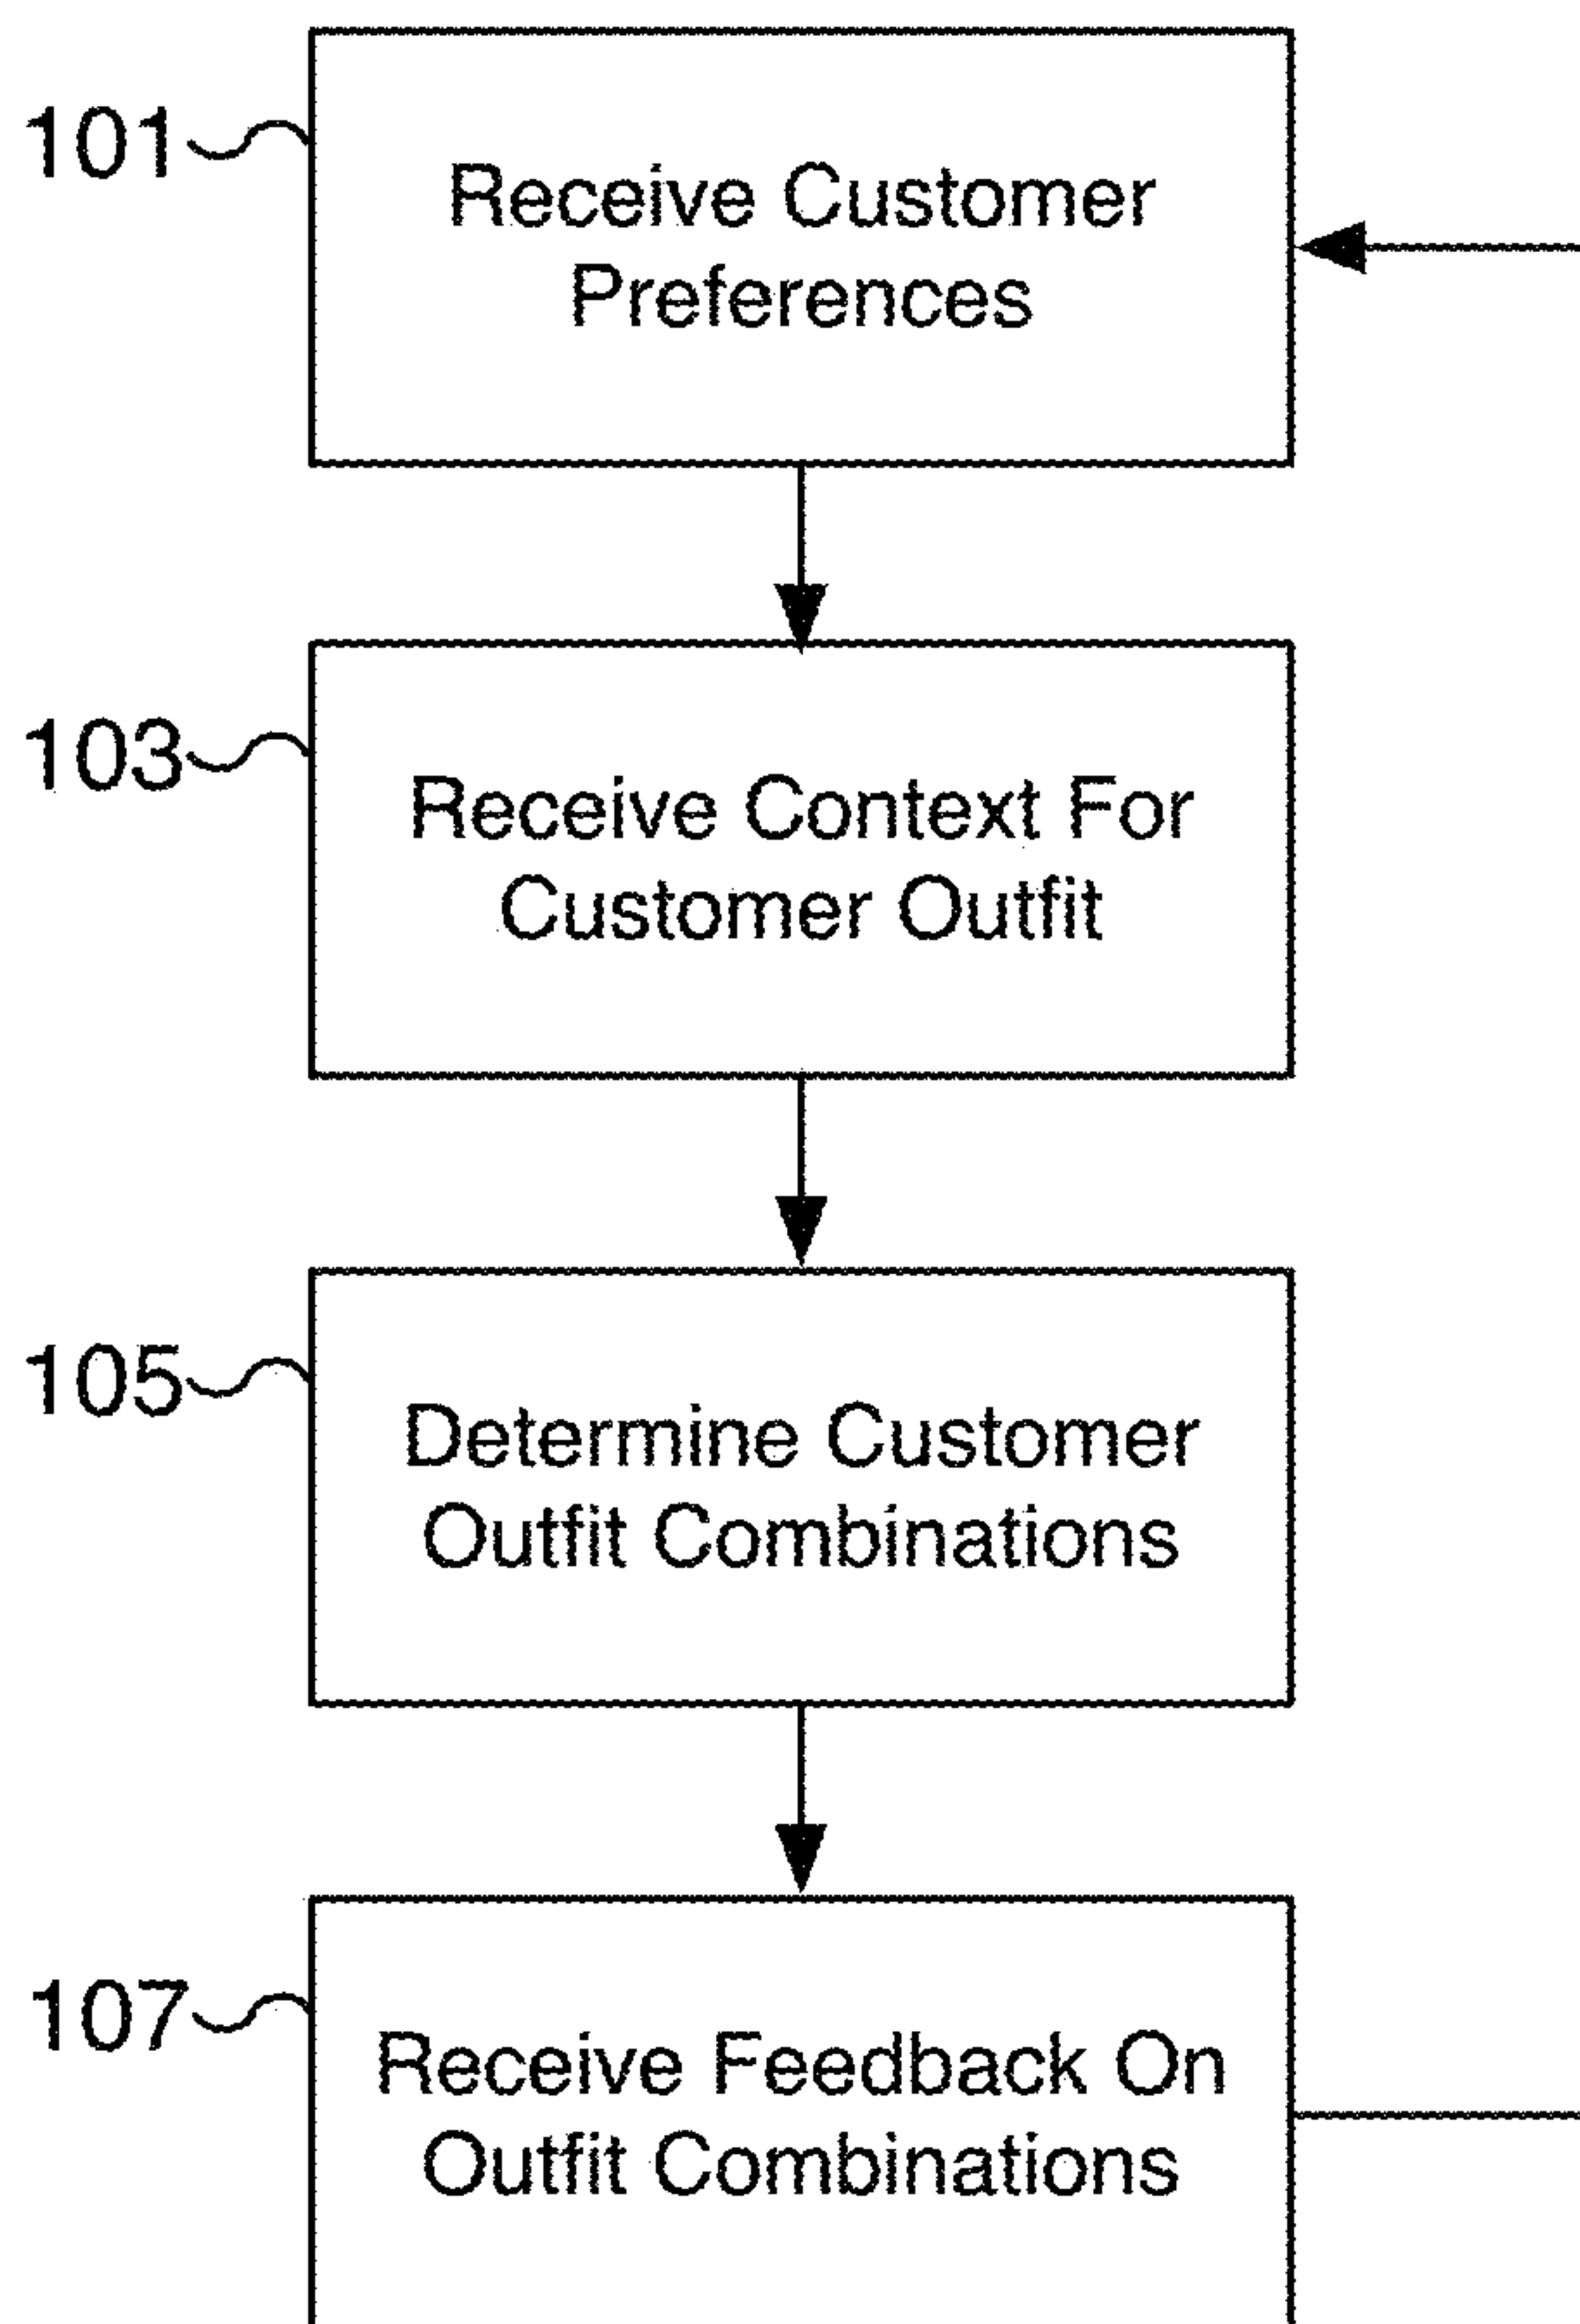 101
Receive Customer
Preferences
103
Receive Context For
Customer Outfit
105
Determine Customer
Outfit Combinations
107
Receive Feedback On
Outfit Combinations